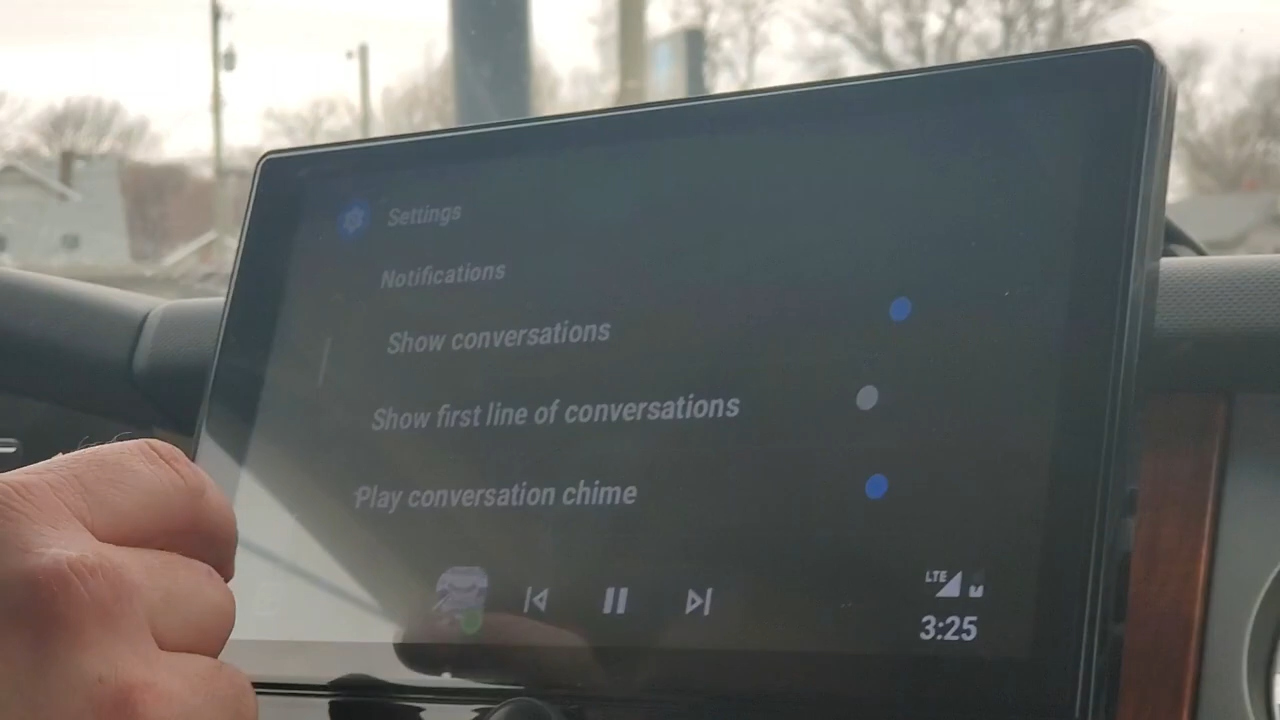 Settings
Notifications
Show conversations
Show first line of conversations
Play conversation chime
LTE
3:25